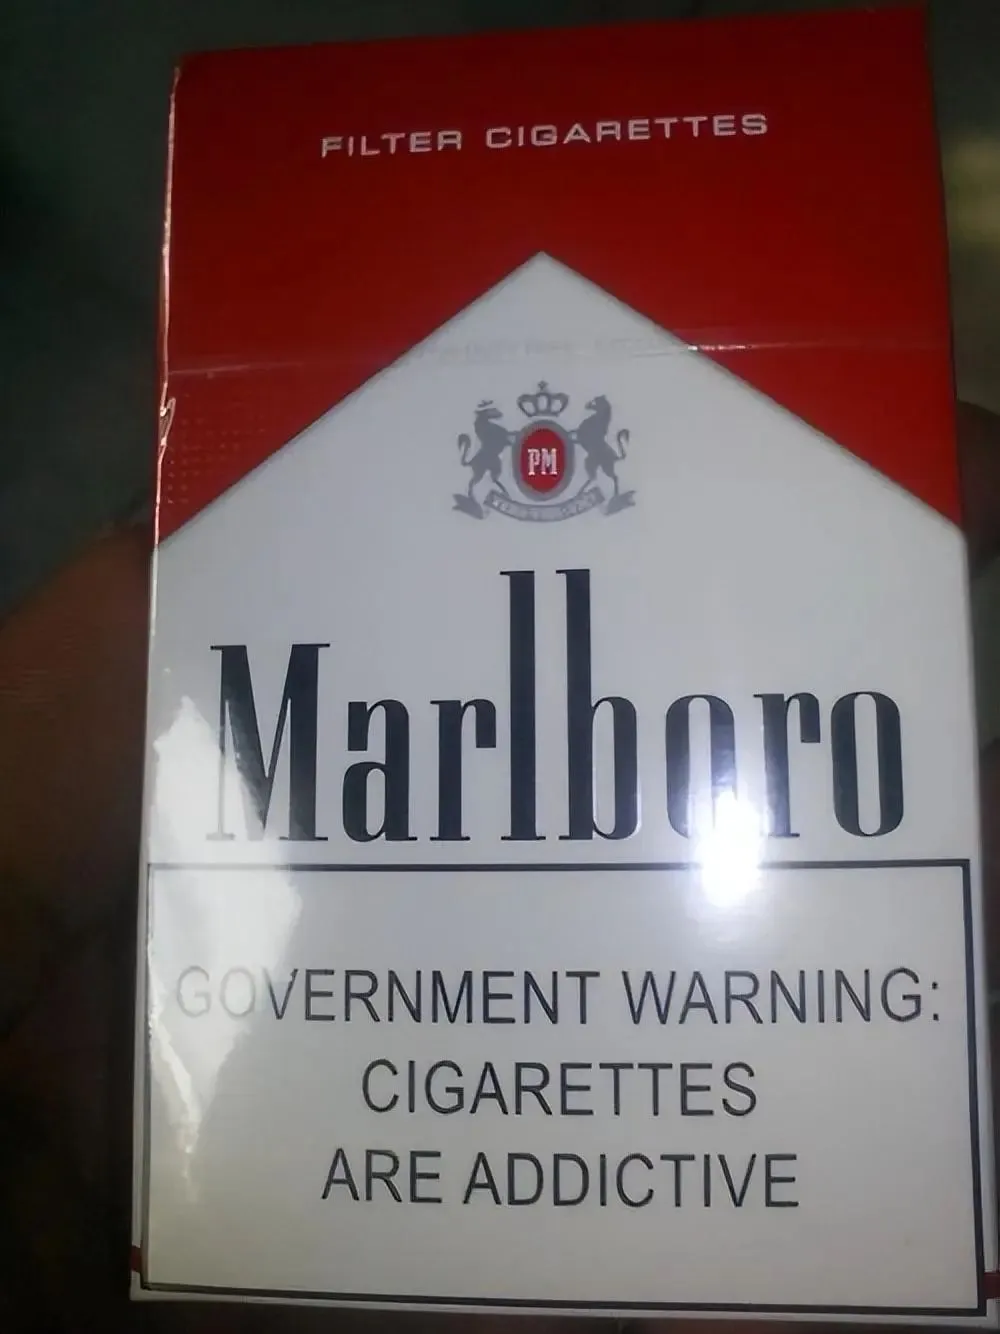 FILTER CIGARETTES
PM
Marlboro
GOVERNMENT WARNING:
CIGARETTES
ARE ADDICTIVE